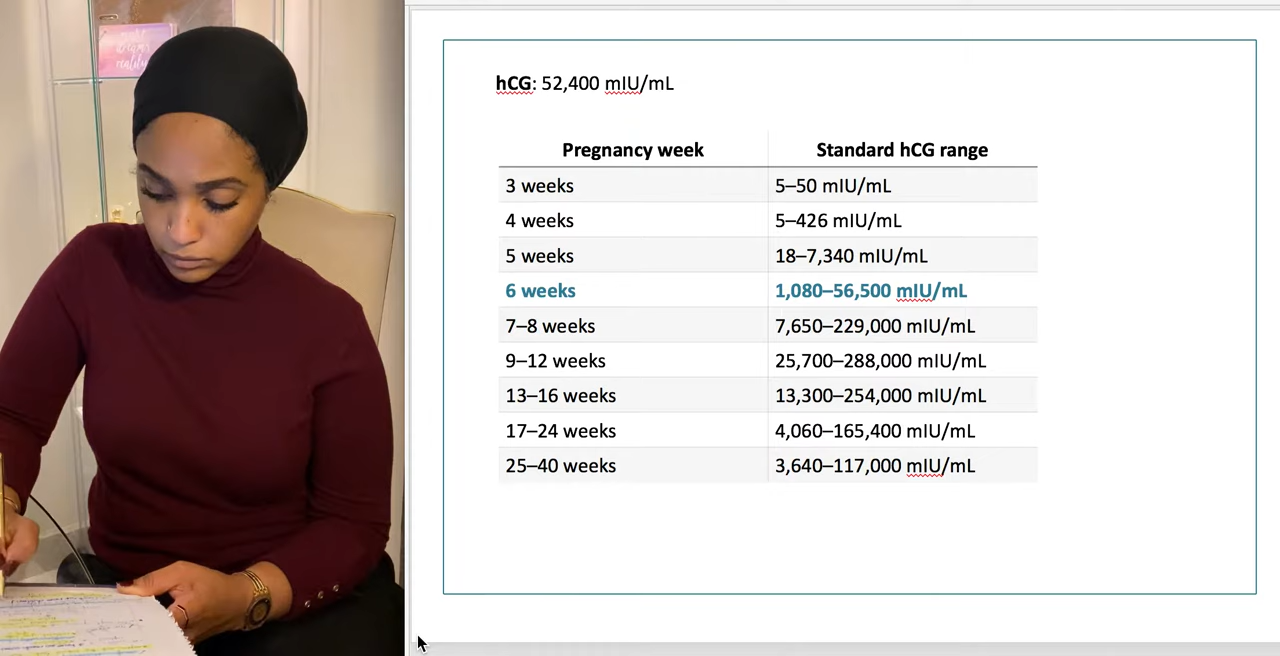 hCG: 52,400 mIU/mL
Pregnancy week Standard hCG range
3 weeks 5–50 mIU/mL
4 weeks 5–426 mIU/mL
5 weeks 18–7,340 mIU/mL
6 weeks 1,080–56,500 mIU/mL
7–8 weeks 7,650–229,000 mIU/mL
9–12 weeks 25,700–288,000 mIU/mL
13–16 weeks 13,300–254,000 mIU/mL
17–24 weeks 4,060–165,400 mIU/mL
25–40 weeks 3,640–117,000 mIU/mL